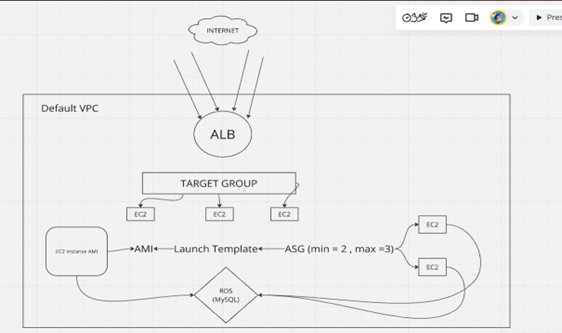 INTERNET
Pres
Default VPC
ALB
TARGET GROUP
EC2
EC2
EC2
EC2 Instance AMI
AMI
Launch Template
ASG (min = 2 , max =3)
EC2
EC2
RDS
(MySQL)